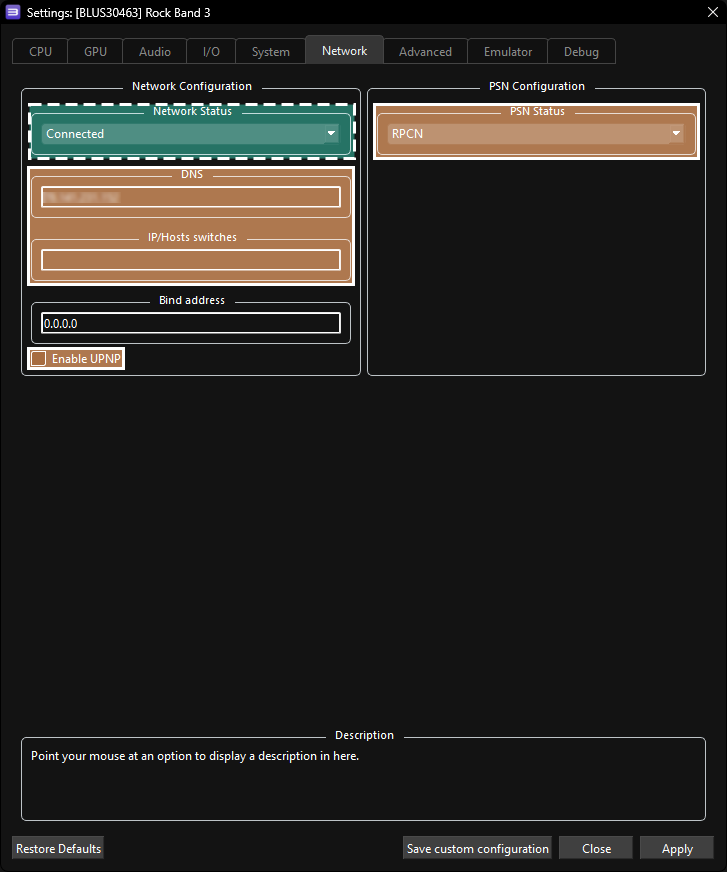 Settings: [BLUS30463] Rock Band 3
CPU GPU Audio I/O System Network Advanced Emulator Debug
Network Configuration
Network Status
Connected
DNS
IP/Hosts switches
Bind address
0.0.0.0
Enable UPNP
PSN Configuration
PSN Status
RPCN
Description
Point your mouse at an option to display a description in here.
Restore Defaults Save custom configuration Close Apply